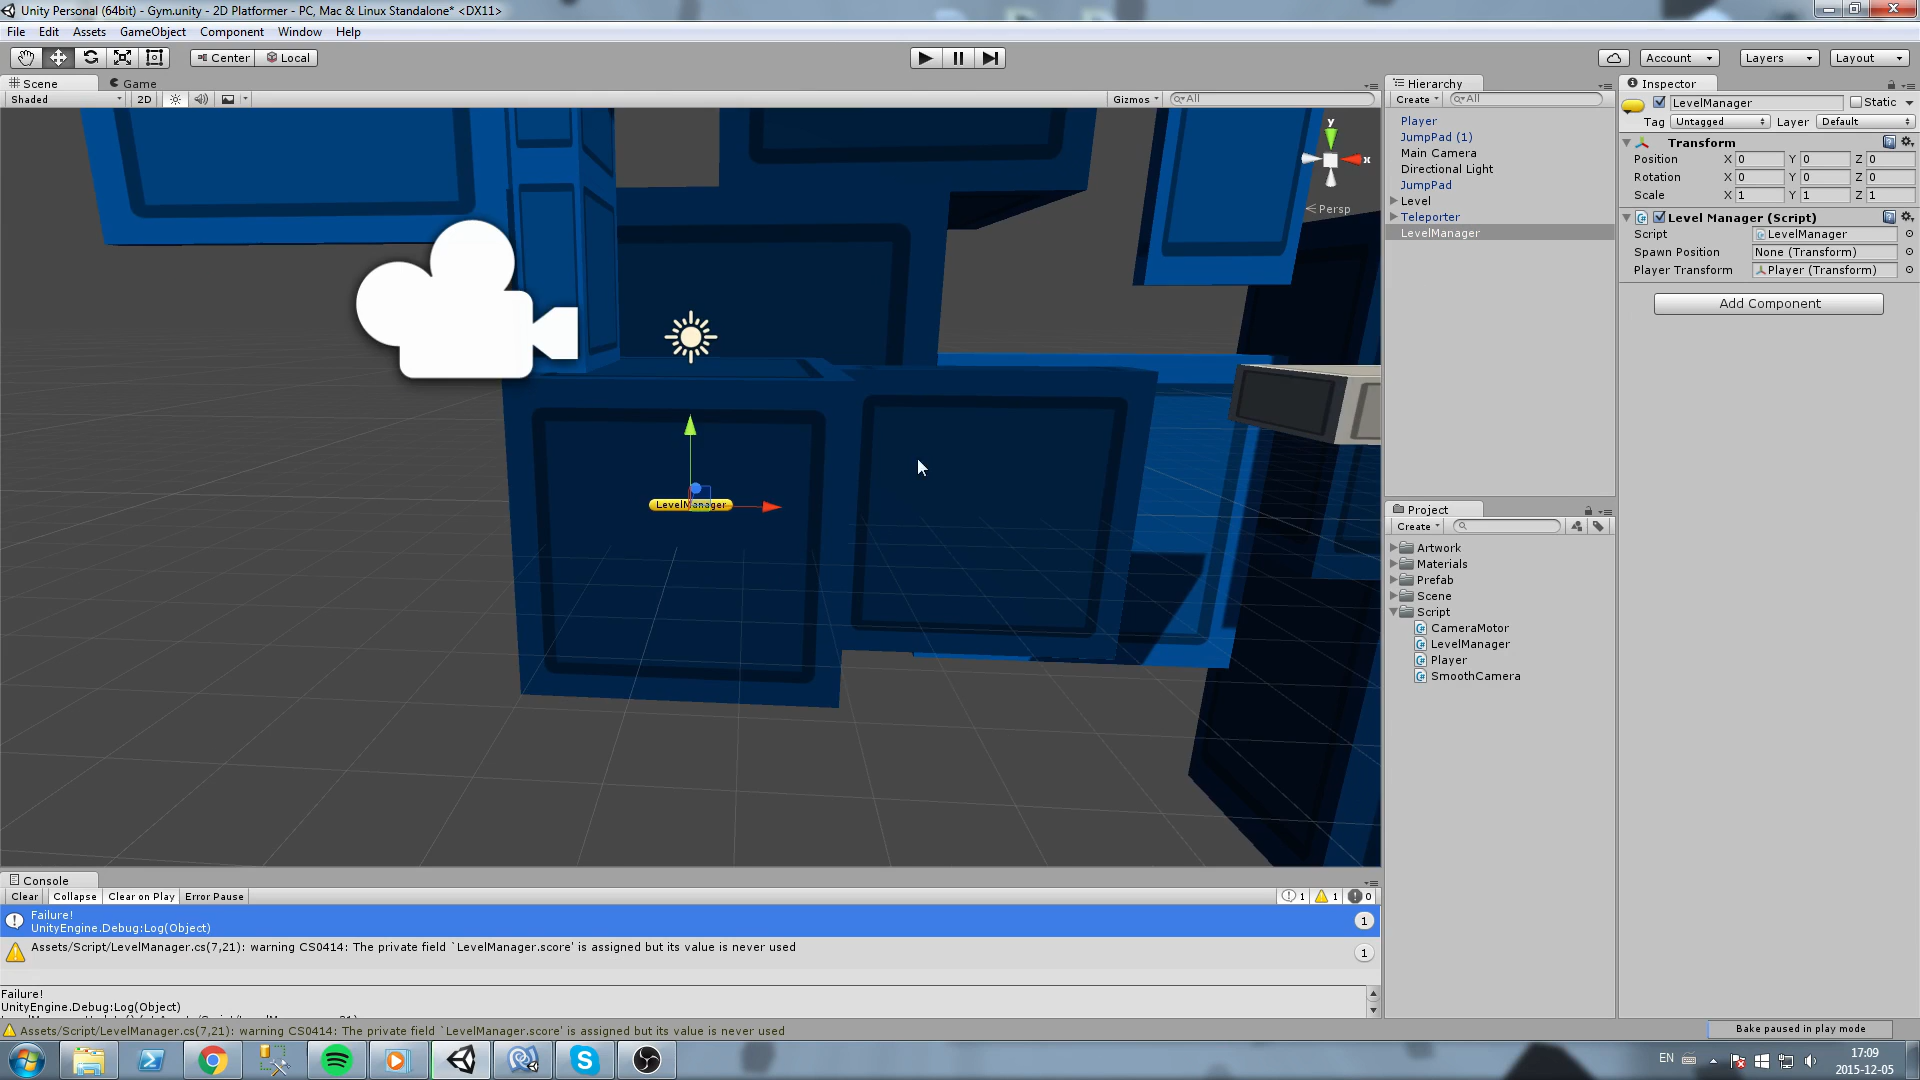 Unity Personal (64bit) - Gym.unity - 2D Platformer - PC, Mac & Linux Standalone* <DX11>
File Edit Assets GameObject Component Window Help
Center Local
Account Layers Layout
Scene Game
Shaded 2D Gizmos All
y
x
Persp
LevelManager
Hierarchy
Create All
Player
JumpPad (1)
Main Camera
Directional Light
JumpPad
Level
Teleporter
LevelManager
Project
Create
Artwork
Materials
Prefab
Scene
Script
CameraMotor
LevelManager
Player
SmoothCamera
Inspector
LevelManager Static
Tag Untagged Layer Default
Transform
Position X 0 Y 0 Z 0
Rotation X 0 Y 0 Z 0
Scale X 1 Y 1 Z 1
Level Manager (Script)
Script LevelManager
Spawn Position None (Transform)
Player Transform Player (Transform)
Add Component
Console
Clear Collapse Clear on Play Error Pause 1 1 0
Failure!
UnityEngine.Debug:Log(Object) 1
Assets/Script/LevelManager.cs(7,21): warning CS0414: The private field `LevelManager.score' is assigned but its value is never used 1
Failure!
UnityEngine.Debug:Log(Object)
Assets/Script/LevelManager.cs(7,21): warning CS0414: The private field `LevelManager.score' is assigned but its value is never used
Bake paused in play mode
EN 17:09
2015-12-05